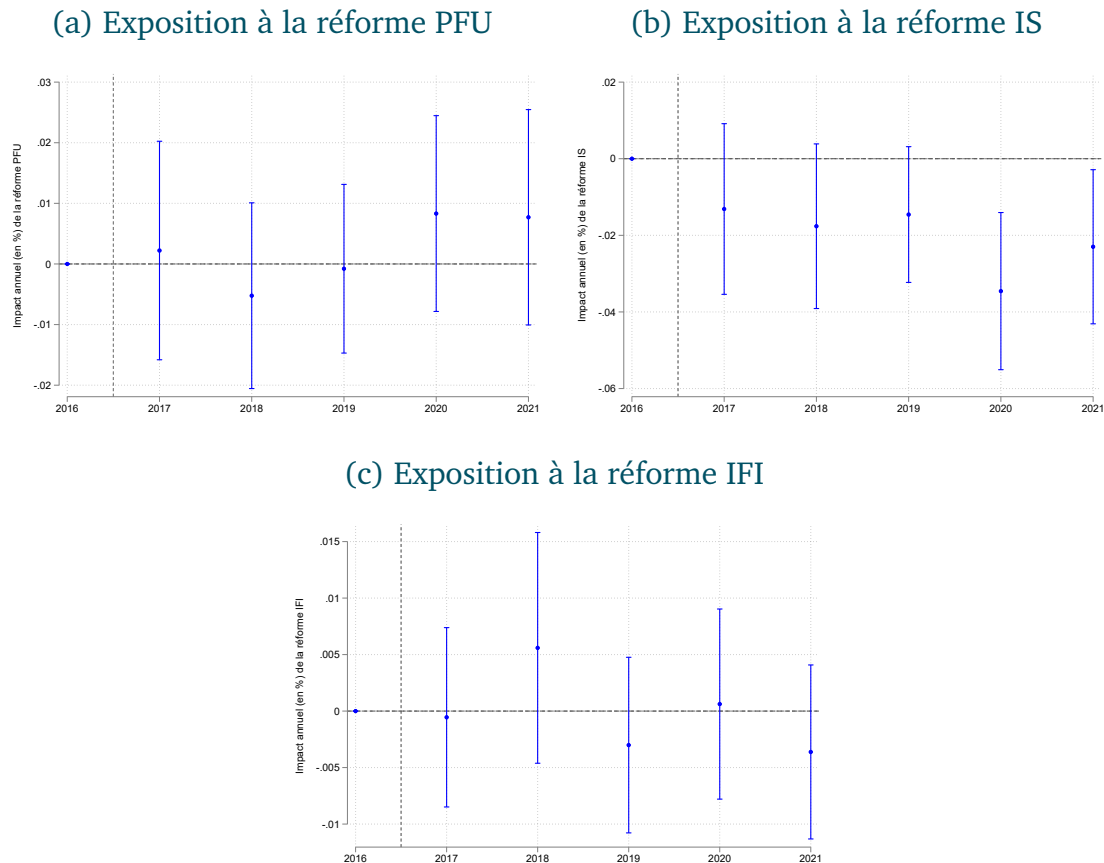 (a) Exposition à la réforme PFU
Impact annuel (en %) de la réforme PFU
.03
.02
.01
0
-.01
-.02
2016 2017 2018 2019 2020 2021
(b) Exposition à la réforme IS
Impact annuel (en %) de la réforme IS
.02
0
-.02
-.04
-.06
2016 2017 2018 2019 2020 2021
(c) Exposition à la réforme IFI
Impact annuel (en %) de la réforme IFI
.015
.01
.005
0
-.005
-.01
2016 2017 2018 2019 2020 2021